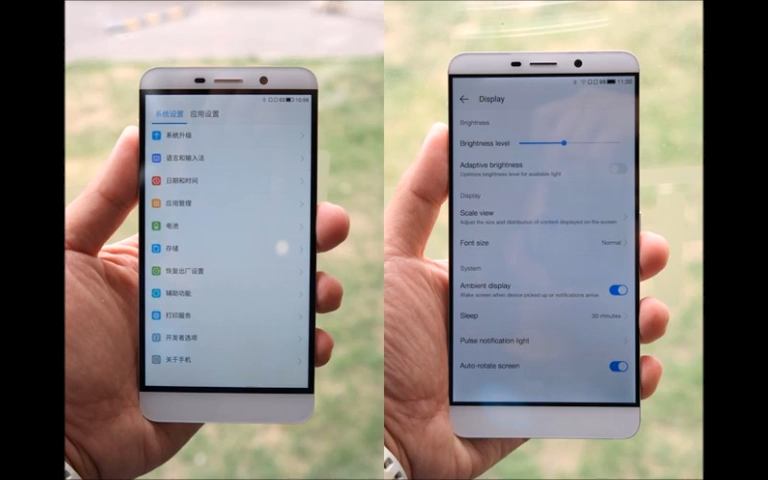 系统设置 应用设置
系统升级
语言和输入法
日期和时间
应用管理
电池
存储
恢复出厂设置
辅助功能
打印服务
开发者选项
关于手机
Display
Brightness
Brightness level
Adaptive brightness
Optimize brightness level for available light
Display
Scale view
Adjust the size and distribution of content displayed on the screen
Font size Normal
System
Ambient display
Wake screen when device picked up or notifications arrive
Sleep 30 minutes
Pulse notification light
Auto-rotate screen